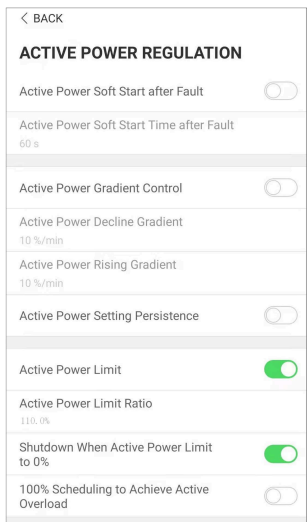 < BACK
ACTIVE POWER REGULATION
Active Power Soft Start after Fault
Active Power Soft Start Time after Fault
60 s
Active Power Gradient Control
Active Power Decline Gradient
10 %/min
Active Power Rising Gradient
10 %/min
Active Power Setting Persistence
Active Power Limit
Active Power Limit Ratio
110.0%
Shutdown When Active Power Limit
to 0%
100% Scheduling to Achieve Active
Overload